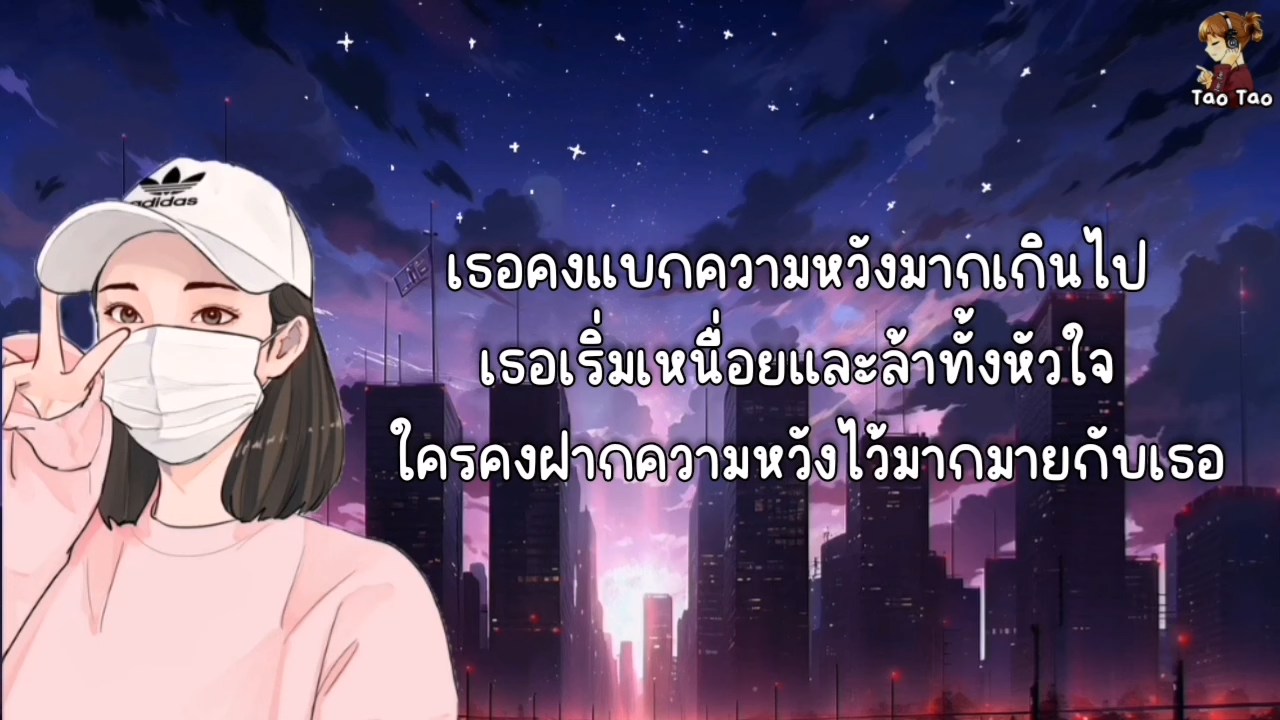 Tao Tao
adidas
เธอคงแบกความหวังมากเกินไป
เธอเริ่มเหนื่อยและล้าทั้งหัวใจ
ใครคงฝากความหวังไว้มากมายกับเธอ